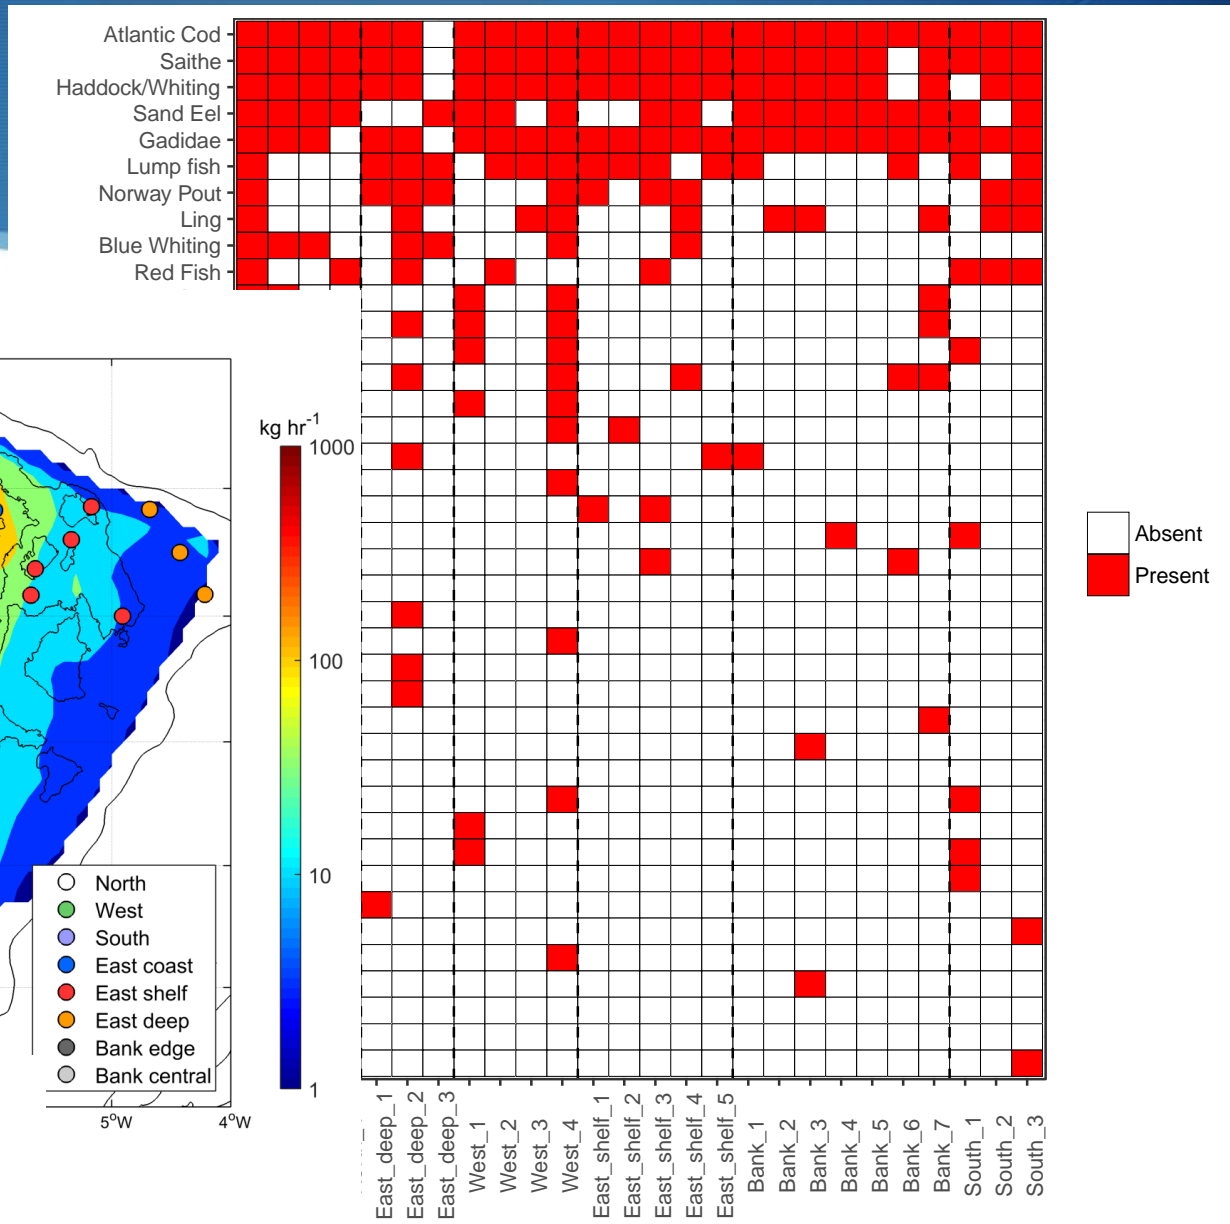 Atlantic Cod
Saithe
Haddock/Whiting
Sand Eel
Gadidae
Lump fish
Norway Pout
Ling
Blue Whiting
Red Fish
kg hr-1
1000
100
10
1
Absent
Present
North
West
South
East coast
East shelf
East deep
Bank edge
Bank central
5°W
4°W
East_deep_1
East_deep_2
East_deep_3
West_1
West_2
West_3
West_4
East_shelf_1
East_shelf_2
East_shelf_3
East_shelf_4
East_shelf_5
Bank_1
Bank_2
Bank_3
Bank_4
Bank_5
Bank_6
Bank_7
South_1
South_2
South_3